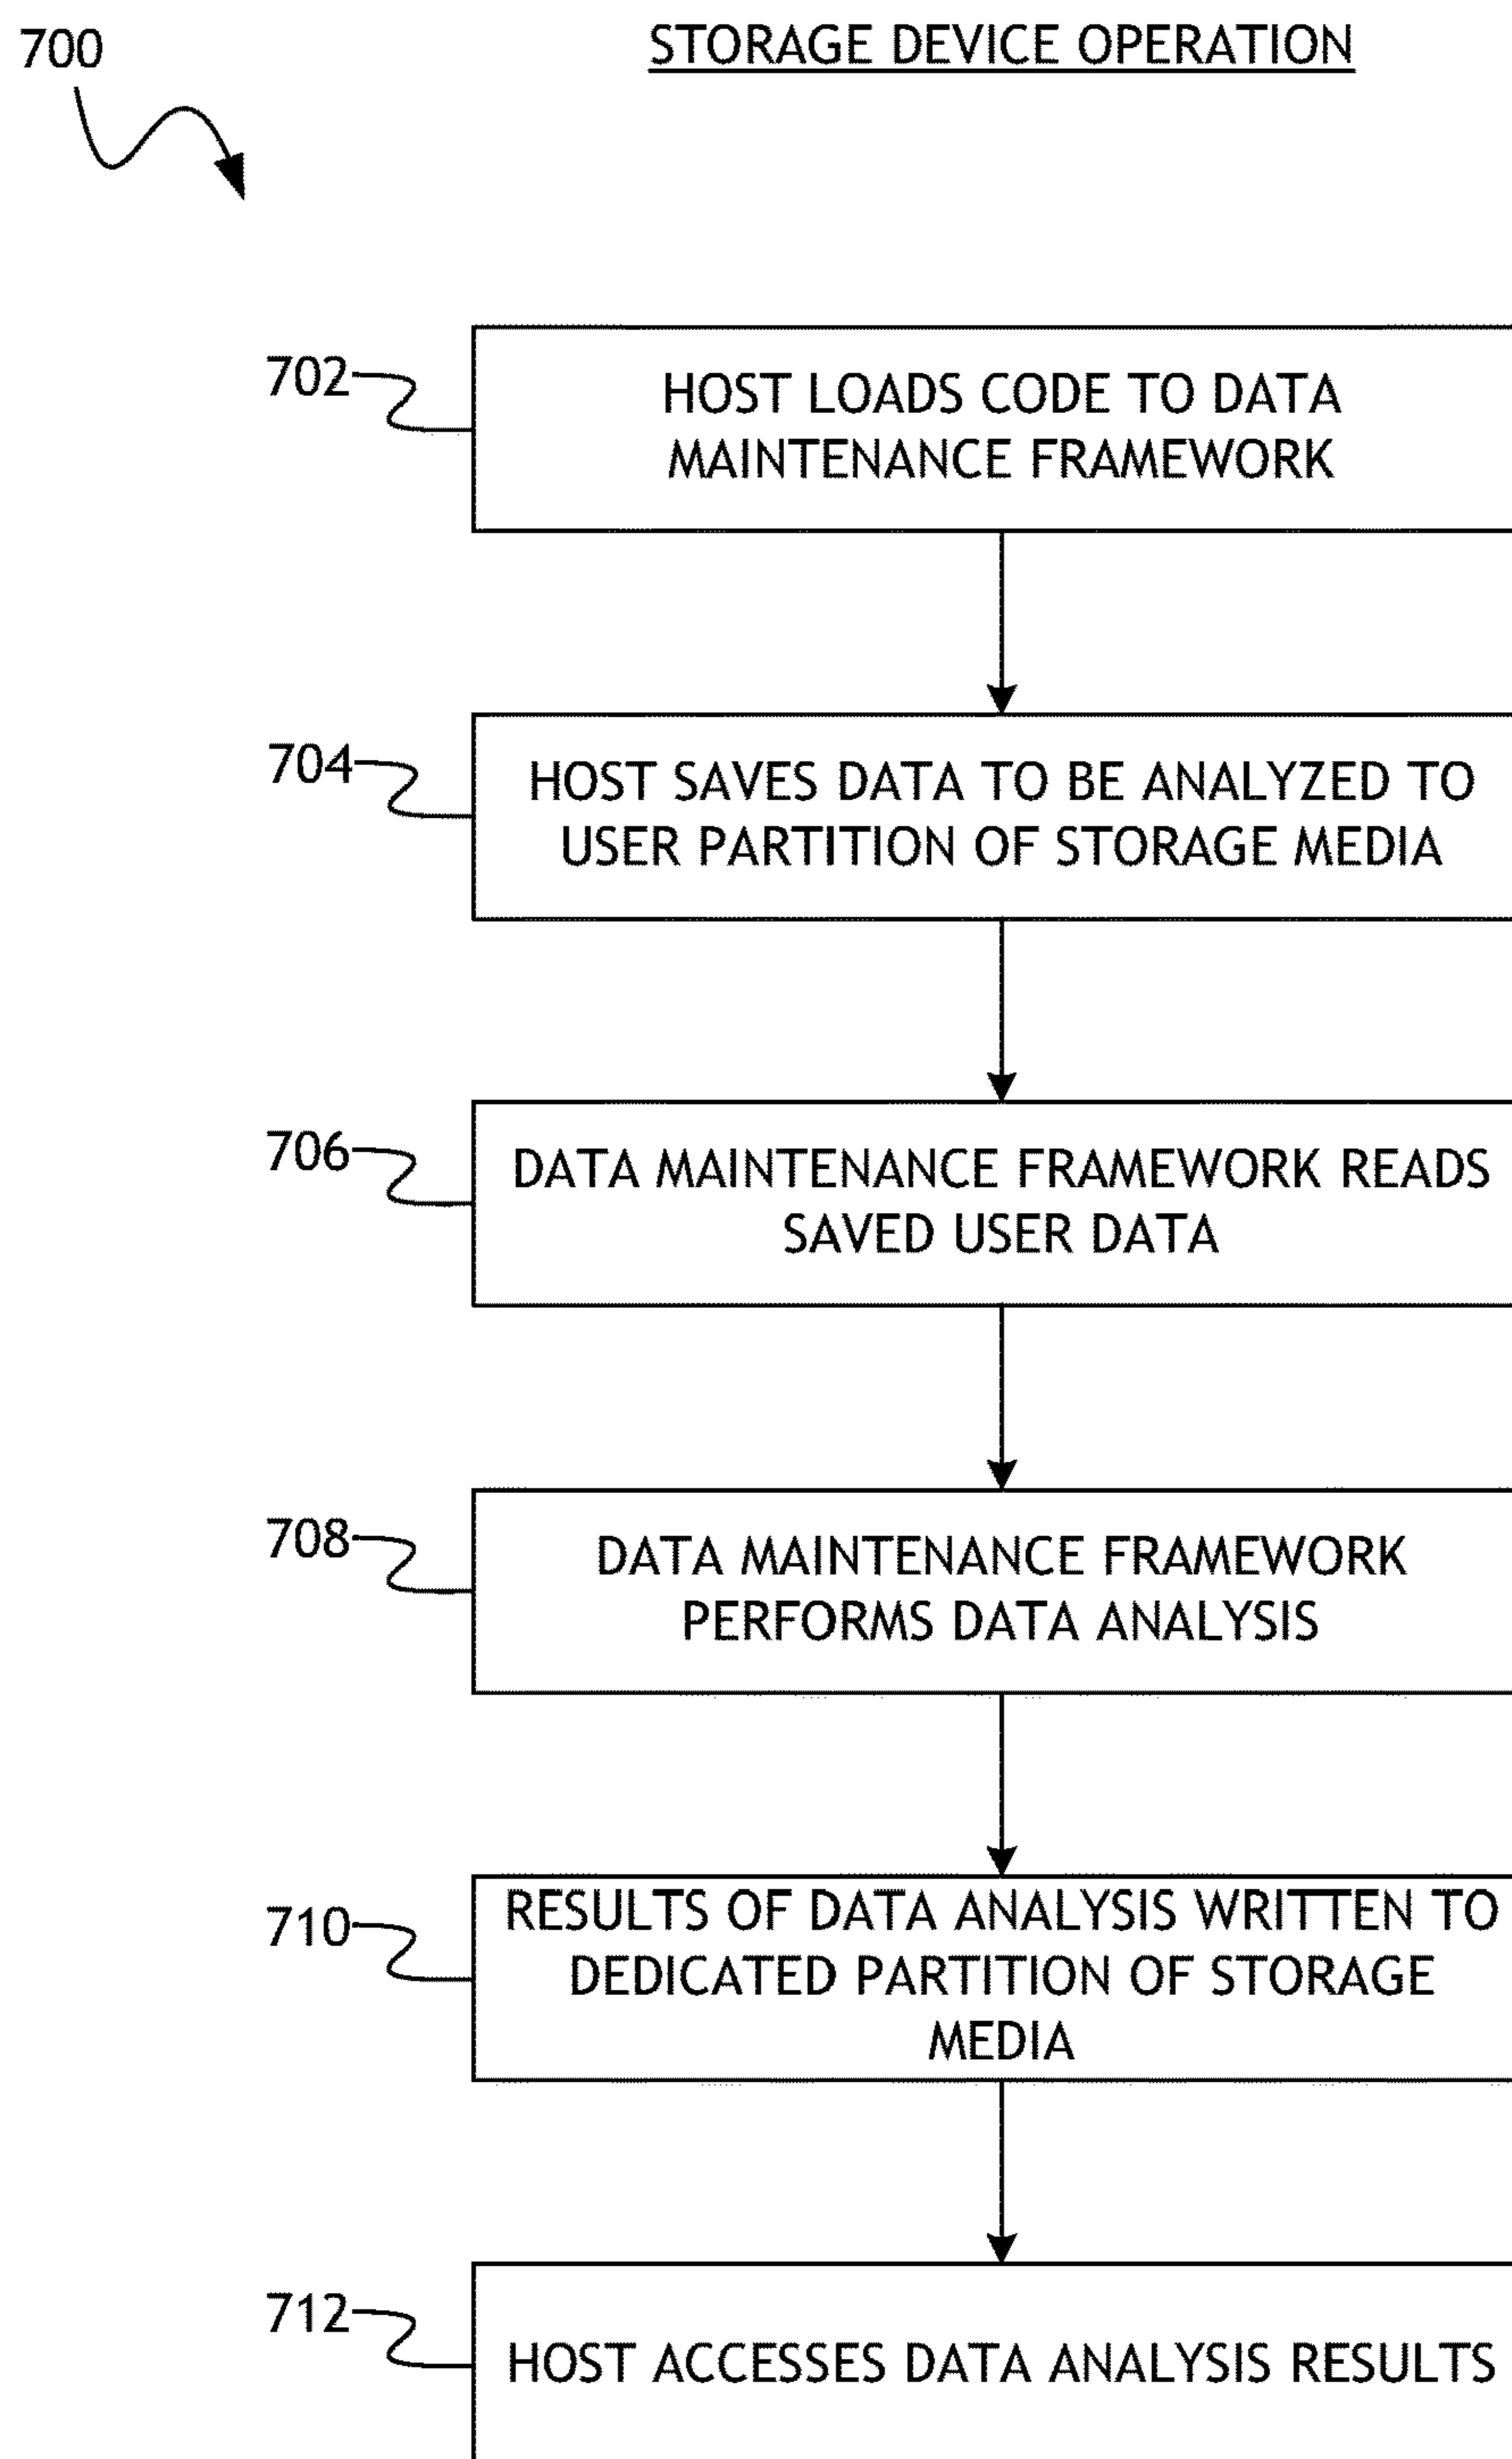 700
STORAGE DEVICE OPERATION
702
HOST LOADS CODE TO DATA
MAINTENANCE FRAMEWORK
704
HOST SAVES DATA TO BE ANALYZED TO
USER PARTITION OF STORAGE MEDIA
706
DATA MAINTENANCE FRAMEWORK READS
SAVED USER DATA
708
DATA MAINTENANCE FRAMEWORK
PERFORMS DATA ANALYSIS
710
RESULTS OF DATA ANALYSIS WRITTEN TO
DEDICATED PARTITION OF STORAGE
MEDIA
712
HOST ACCESSES DATA ANALYSIS RESULTS